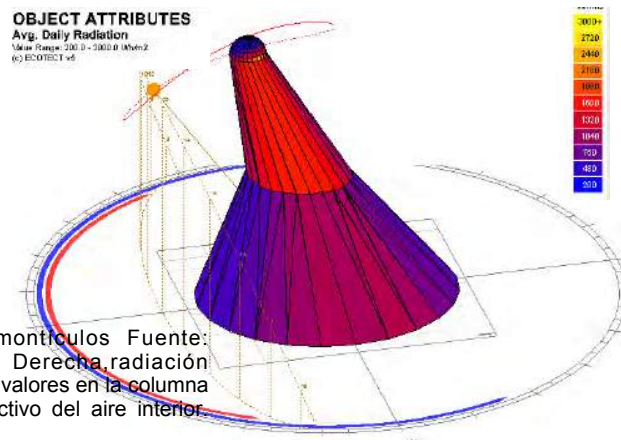 OBJECT ATTRIBUTES
Avg. Daily Radiation
Value Range: 200.0 - 3000.0 Wh/m2
(c) ECOTECT v5
3000+
2720
2440
2160
1880
1600
1320
1040
760
480
200
montículos Fuente:
Derecha,radiación
valores en la columna
ctivo del aire interior.